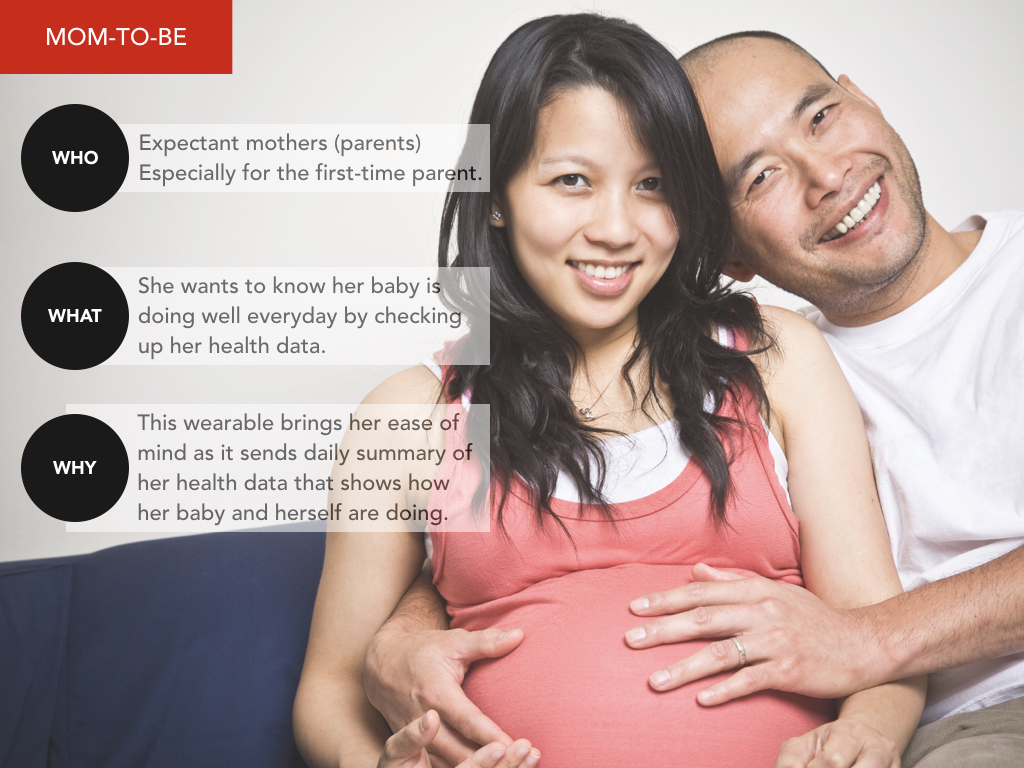 MOM-TO-BE
WHO
Expectant mothers (parents)
Especially for the first-time parent.
WHAT
She wants to know her baby is
doing well everyday by checking
up her health data.
WHY
This wearable brings her ease of
mind as it sends daily summary of
her health data that shows how
her baby and herself are doing.